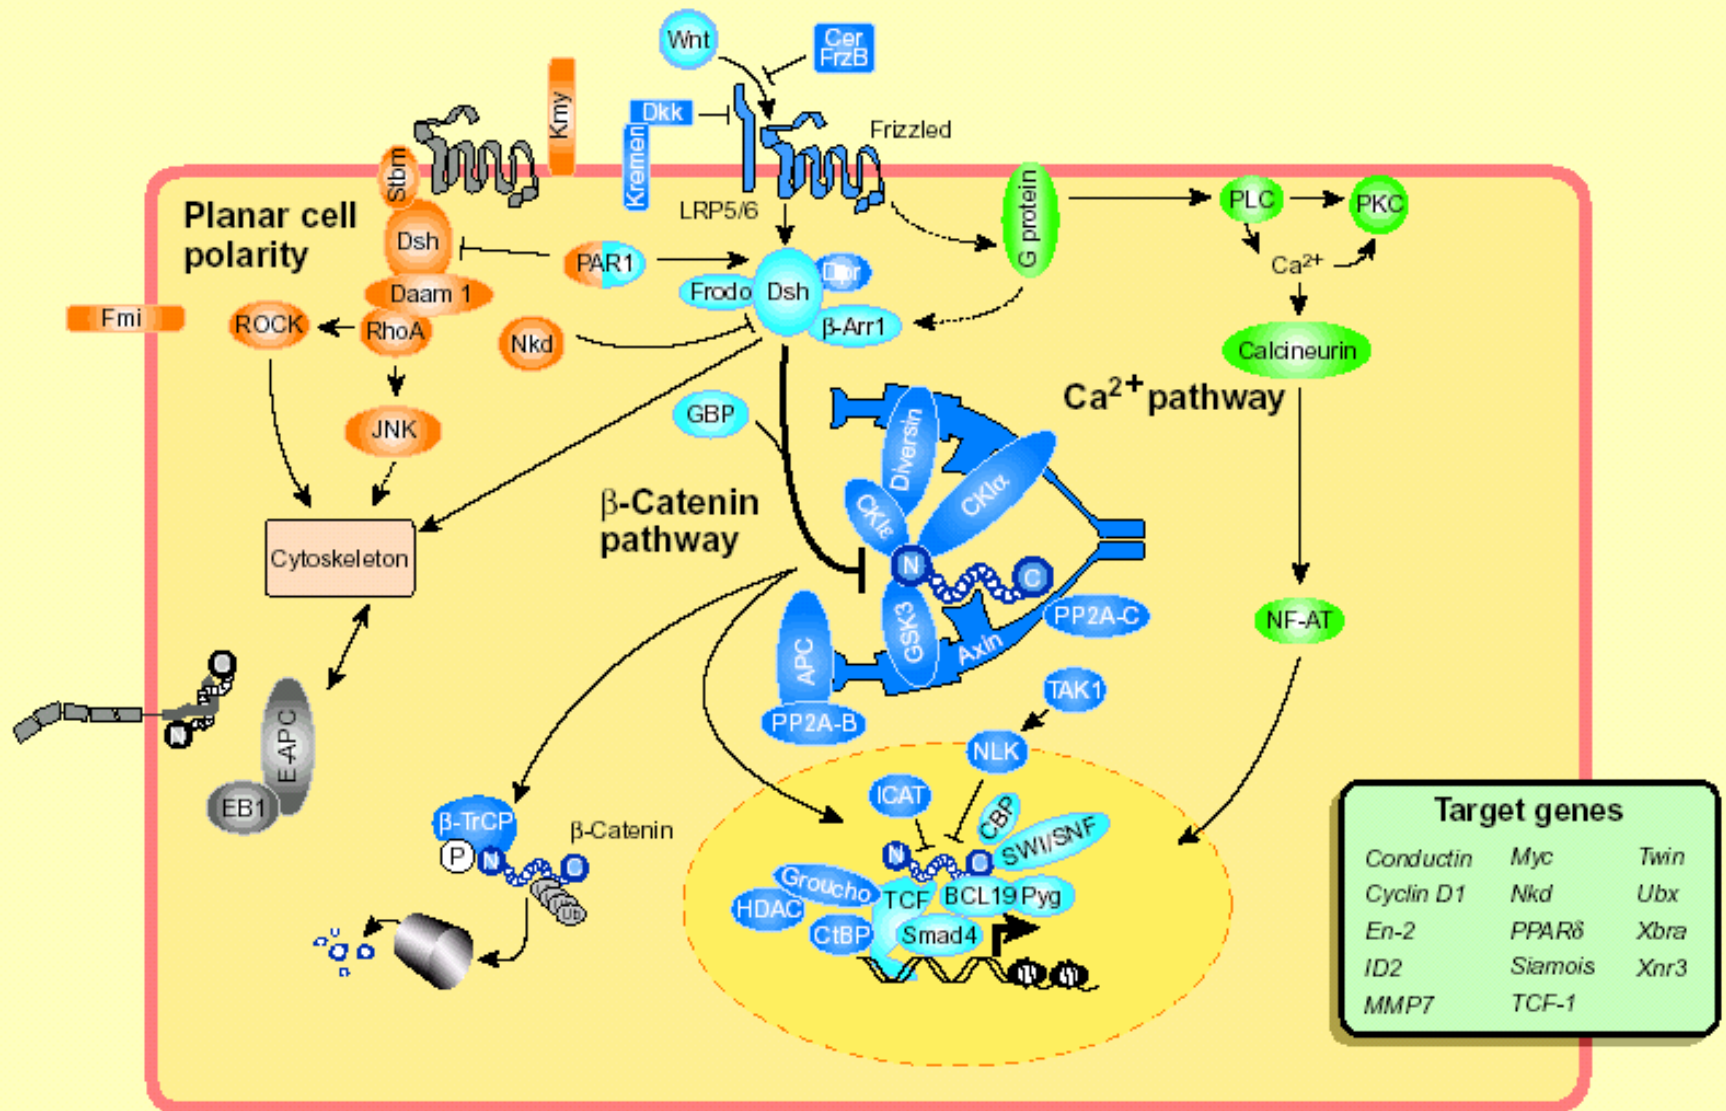 Wnt
Cer
FrzB
Kmy
Dkk
Kremen
Frizzled
Stbm
LRP5/6
G protein
PLC
PKC
Planar cell
polarity
Dsh
PAR1
Ca2+
Daam 1
Frodo
Dsh
Dpr
Fmi
ROCK
RhoA
Nkd
β-Arr1
Calcineurin
Ca2+ pathway
JNK
GBP
Diversin
CKIα
CKIε
β-Catenin
pathway
Cytoskeleton
N
C
GSK3
Axin
PP2A-C
NF-AT
APC
PP2A-B
TAK1
NLK
C
N
E-APC
EB1
β-TrCP
P
N
C
β-Catenin
Ub
ICAT
CBP
SWI/SNF
N
C
Groucho
HDAC
CtBP
TCF
BCL19
Pyg
Smad4
Target genes
Conductin Myc Twin
Cyclin D1 Nkd Ubx
En-2 PPARδ Xbra
ID2 Siamois Xnr3
MMP7 TCF-1